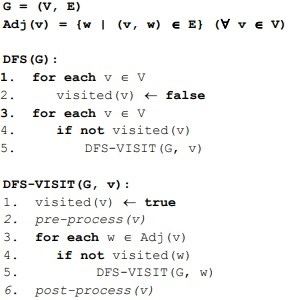 G = (V, E)
Adj(v) = {w | (v, w) ∈ E} (∀ v ∈ V)
DFS(G):
1. for each v ∈ V
2. visited(v) ← false
3. for each v ∈ V
4. if not visited(v)
5. DFS-VISIT(G, v)
DFS-VISIT(G, v):
1. visited(v) ← true
2. pre-process(v)
3. for each w ∈ Adj(v)
4. if not visited(w)
5. DFS-VISIT(G, w)
6. post-process(v)